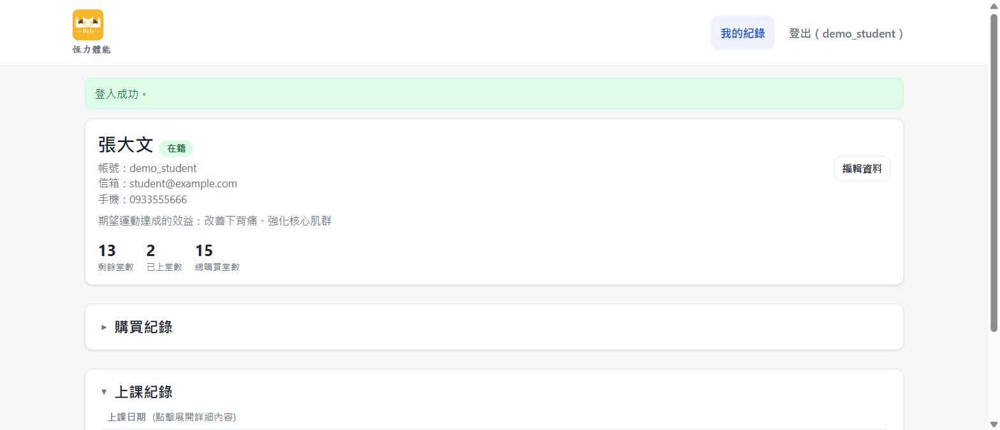 恆力體能
我的紀錄
登出 ( demo_student )
登入成功。
張大文 在籍
帳號：demo_student
信箱：student@example.com
手機：0933555666
編輯資料
期望運動達成的效益：改善下背痛、強化核心肌群
13 2 15
剩餘堂數 已上堂數 總購買堂數
購買紀錄
上課紀錄
上課日期 (點擊展開詳細內容)